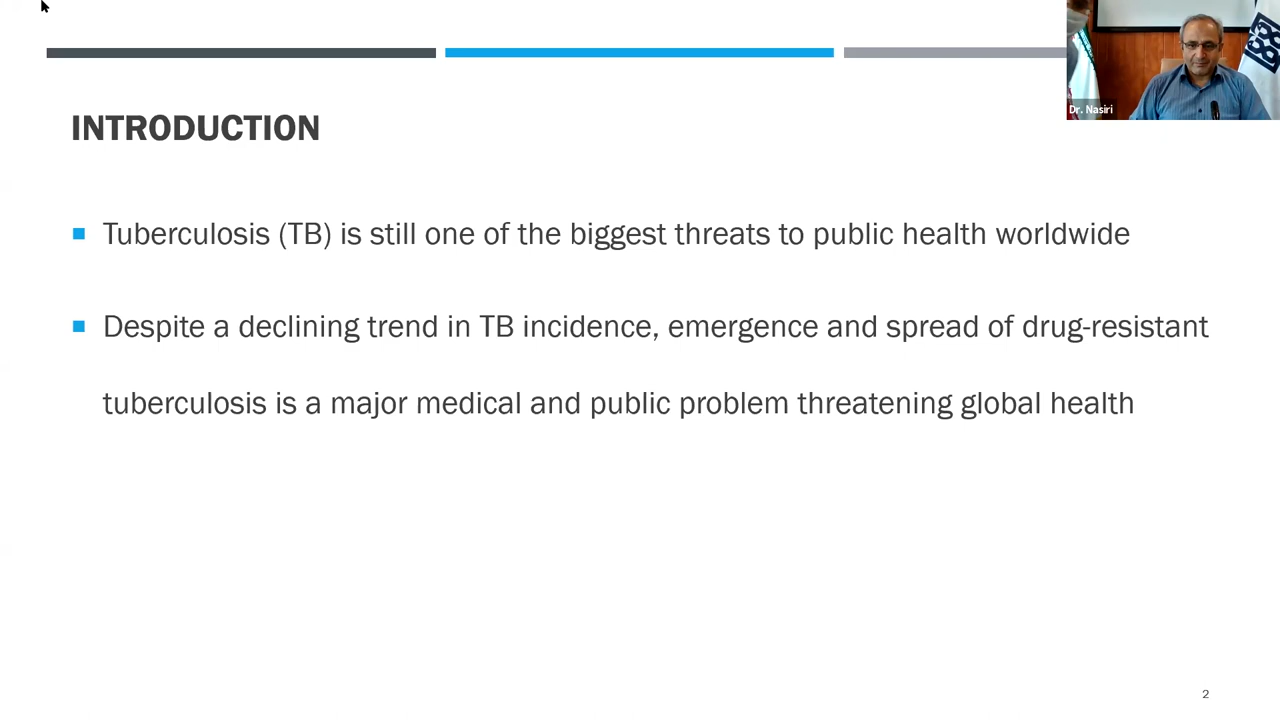 Dr. Nasiri
INTRODUCTION
Tuberculosis (TB) is still one of the biggest threats to public health worldwide
Despite a declining trend in TB incidence, emergence and spread of drug-resistant
tuberculosis is a major medical and public problem threatening global health
2